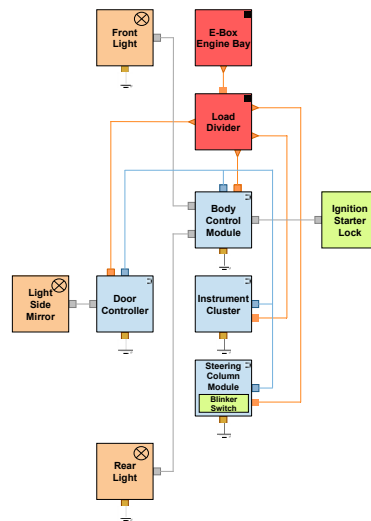 Front
Light
E-Box
Engine Bay
Load
Divider
Body
Control
Module
Ignition
Starter
Lock
Light
Side
Mirror
Door
Controller
Instrument
Cluster
Steering
Column
Module
Blinker
Switch
Rear
Light